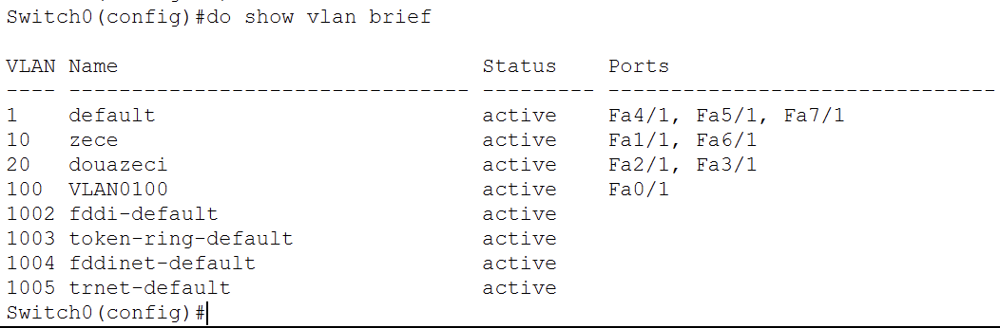 Switch0(config)#do show vlan brief
VLAN Name                             Status    Ports
---- -------------------------------- --------- -------------------------------
1    default                          active    Fa4/1, Fa5/1, Fa7/1
10   zece                             active    Fa1/1, Fa6/1
20   douazeci                         active    Fa2/1, Fa3/1
100  VLAN0100                         active    Fa0/1
1002 fddi-default                     active
1003 token-ring-default               active
1004 fddinet-default                  active
1005 trnet-default                    active
Switch0(config)#